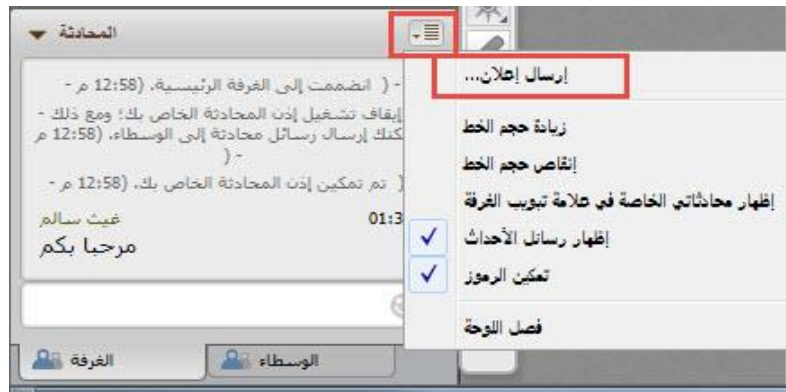 المحادثة
- ( انضممت إلى الغرفة الرئيسية. (12:58 م -
إيقاف تشغيل إذن المحادثة الخاص بك؛ ومع ذلك -
كنك إرسال رسائل محادثة إلى الوسطاء. (12:58 م
- (
( تم تمكين إذن المحادثة الخاص بك. (12:58 م -
غيث سالم 01:3
مرحبا بكم
الغرفة
الوسطاء
إرسال إعلان...
زيادة حجم الخط
إنقاص حجم الخط
إظهار محادثاتي الخاصة في علامة تبويب الغرفة
إظهار رسائل الأحداث
تمكين الرموز
فصل اللوحة